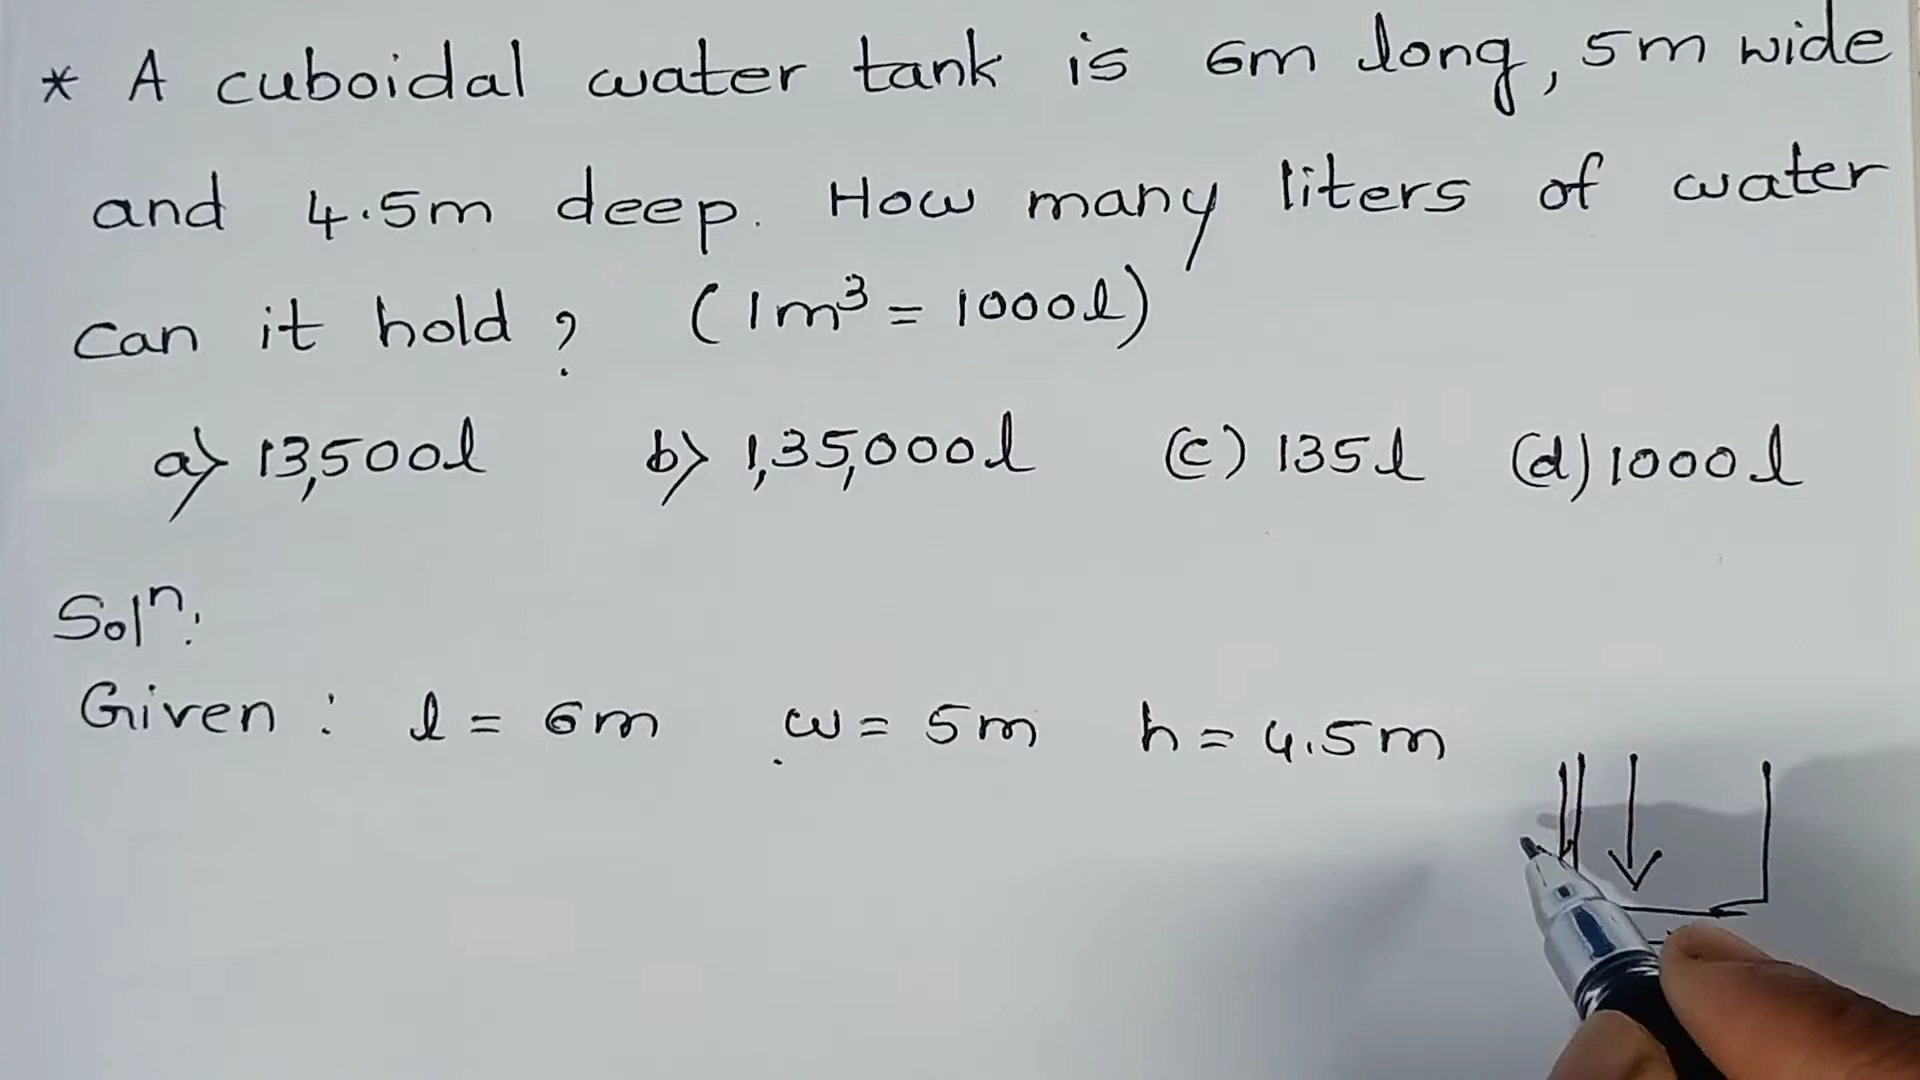 * A cuboidal water tank is 6m long, 5m wide
and 4.5m deep. How many liters of water
can it hold? (1m³ = 1000l)
a) 13,500l b) 1,35,000l (c) 135l (d) 1000l
Solⁿ:
Given : l = 6m w = 5m h = 4.5m